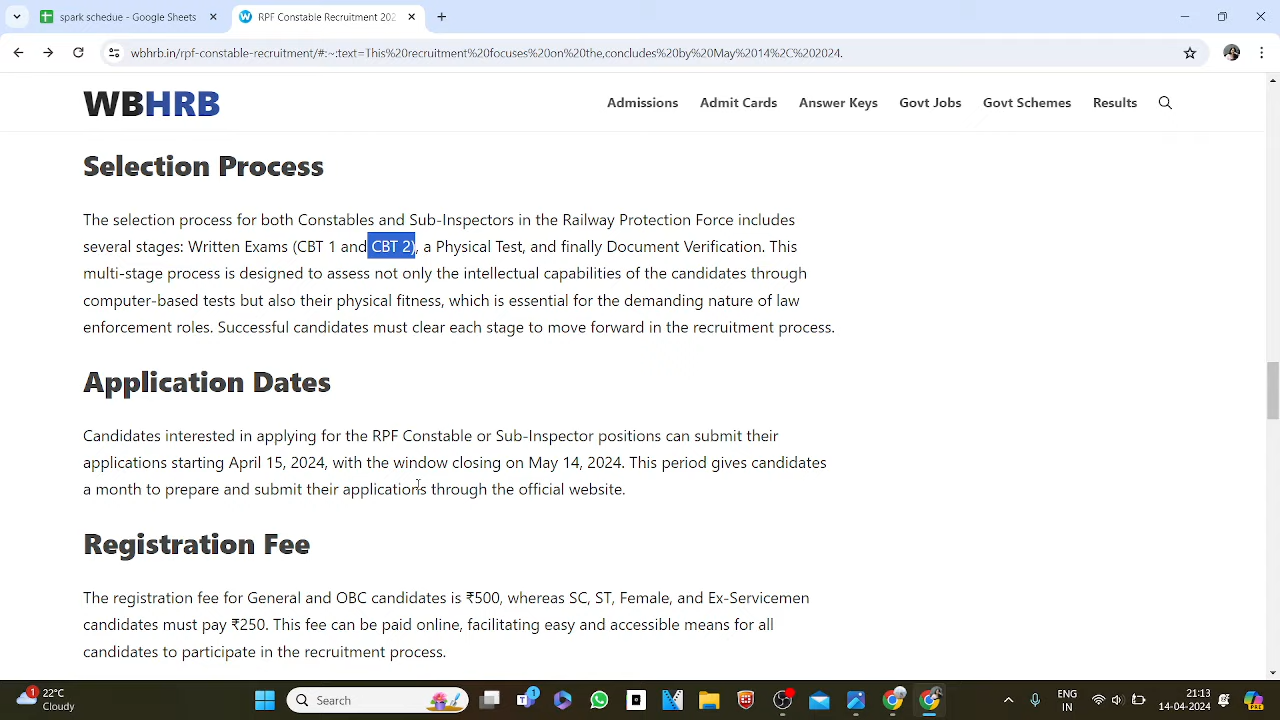 spark schedue - Google Sheets
RPF Constable Recruitment 202
wbhrb.in/rpf-constable-recruitment/#:~:text=This%20recruitment%20focuses%20on%20the,concludes%20by%20May%2014%2C%202024.
WBHRB
Admissions Admit Cards Answer Keys Govt Jobs Govt Schemes Results
Selection Process
The selection process for both Constables and Sub-Inspectors in the Railway Protection Force includes
several stages: Written Exams (CBT 1 and CBT 2), a Physical Test, and finally Document Verification. This
multi-stage process is designed to assess not only the intellectual capabilities of the candidates through
computer-based tests but also their physical fitness, which is essential for the demanding nature of law
enforcement roles. Successful candidates must clear each stage to move forward in the recruitment process.
Application Dates
Candidates interested in applying for the RPF Constable or Sub-Inspector positions can submit their
applications starting April 15, 2024, with the window closing on May 14, 2024. This period gives candidates
a month to prepare and submit their applications through the official website.
Registration Fee
The registration fee for General and OBC candidates is ₹500, whereas SC, ST, Female, and Ex-Servicemen
candidates must pay ₹250. This fee can be paid online, facilitating easy and accessible means for all
candidates to participate in the recruitment process.
1
22°C
Cloudy
Search
1
ENG
IN
21:13
14-04-2024